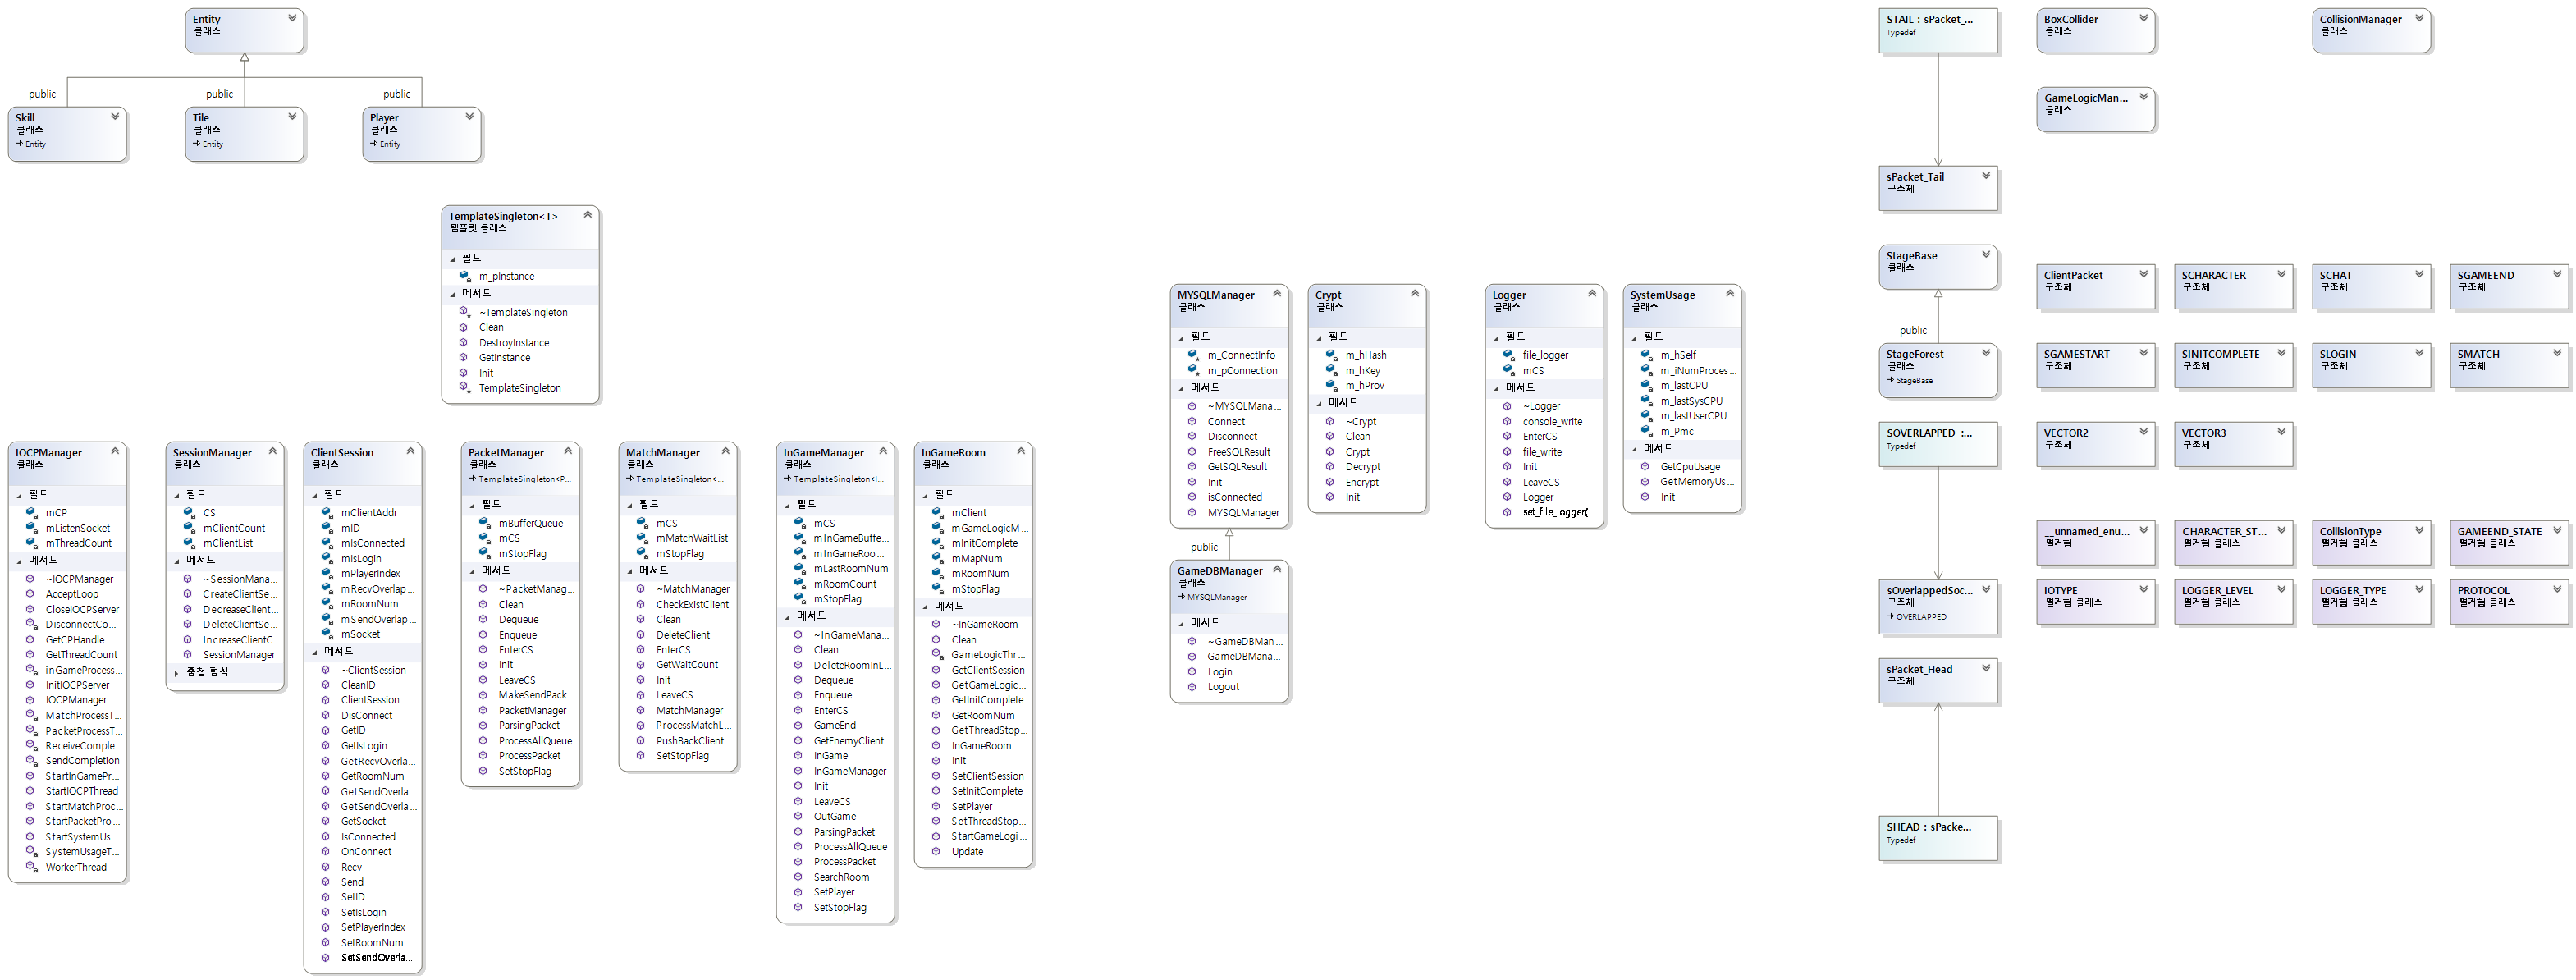 Entity
클래스
public
public
public
Skill
클래스
Entity
Tile
클래스
Entity
Player
클래스
Entity
TemplateSingleton<T>
템플릿 클래스
필드
m_pInstance
메서드
~TemplateSingleton
Clean
DestroyInstance
GetInstance
Init
TemplateSingleton
IOCPManager
클래스
필드
mCP
mListenSocket
mThreadCount
메서드
~IOCPManager
AcceptLoop
CloseIOCPServer
DisconnectCo...
GetCPHandle
GetThreadCount
inGameProcess...
InitIOCPServer
IOCPManager
MatchProcessT...
PacketProcessT...
ReceiveComple...
SendCompletion
StartInGamePr...
StartIOCPThread
StartMatchProc...
StartPacketPro...
StartSystemUs...
SystemUsageT...
WorkerThread
SessionManager
클래스
필드
CS
mClientCount
mClientList
메서드
~SessionMana...
CreateClientSe...
DecreaseClient...
DeleteClientSe...
IncreaseClientC...
SessionManager
중첩 형식
ClientSession
클래스
필드
mClientAddr
mID
mIsConnected
mIsLogin
mPlayerIndex
mRecvOverlap...
mRoomNum
mSendOverlap...
mSocket
메서드
~ClientSession
CleanID
ClientSession
DisConnect
GetID
GetIsLogin
GetRecvOverla...
GetRoomNum
GetSendOverla...
GetSendOverla...
GetSocket
IsConnected
OnConnect
Recv
Send
SetID
SetIsLogin
SetPlayerIndex
SetRoomNum
SetSendOverla...
PacketManager
클래스
TemplateSingleton<P...
필드
mBufferQueue
mCS
mStopFlag
메서드
~PacketManag...
Clean
Dequeue
Enqueue
EnterCS
Init
LeaveCS
MakeSendPack...
PacketManager
ParsingPacket
ProcessAllQueue
ProcessPacket
SetStopFlag
MatchManager
클래스
TemplateSingleton<...
필드
mCS
mMatchWaitList
mStopFlag
메서드
~MatchManager
CheckExistClient
Clean
DeleteClient
EnterCS
GetWaitCount
Init
LeaveCS
MatchManager
ProcessMatchL...
PushBackClient
SetStopFlag
InGameManager
클래스
TemplateSingleton<I...
필드
mCS
mInGameBuffe...
mInGameRoo...
mLastRoomNum
mRoomCount
mStopFlag
메서드
~InGameMana...
Clean
DeleteRoomInL...
Dequeue
Enqueue
EnterCS
GameEnd
GetEnemyClient
InGame
InGameManager
Init
LeaveCS
OutGame
ParsingPacket
ProcessAllQueue
ProcessPacket
SearchRoom
SetPlayer
SetStopFlag
InGameRoom
클래스
필드
mClient
mGameLogicM...
mInitComplete
mMapNum
mRoomNum
mStopFlag
메서드
~InGameRoom
Clean
GameLogicThr...
GetClientSession
GetGameLogic...
GetInitComplete
GetRoomNum
GetThreadStop...
InGameRoom
Init
SetClientSession
SetInitComplete
SetPlayer
SetThreadStop...
StartGameLogi...
Update
MYSQLManager
클래스
필드
m_ConnectInfo
m_pConnection
메서드
~MYSQLMana...
Connect
Disconnect
FreeSQLResult
GetSQLResult
Init
isConnected
MYSQLManager
public
GameDBManager
클래스
MYSQLManager
메서드
~GameDBMan...
GameDBMana...
Login
Logout
Crypt
클래스
필드
m_hHash
m_hKey
m_hProv
메서드
~Crypt
Clean
Crypt
Decrypt
Encrypt
Init
Logger
클래스
필드
file_logger
mCS
메서드
~Logger
console_write
EnterCS
file_write
Init
LeaveCS
Logger
set_file_logger(...
SystemUsage
클래스
필드
m_hSelf
m_iNumProces...
m_lastCPU
m_lastSysCPU
m_lastUserCPU
m_Pmc
메서드
GetCpuUsage
GetMemoryUs...
Init
STAIL : sPacket_...
Typedef
sPacket_Tail
구조체
StageBase
클래스
public
StageForest
클래스
StageBase
SOVERLAPPED :...
Typedef
sOverlappedSoc...
구조체
OVERLAPPED
sPacket_Head
구조체
SHEAD : sPacke...
Typedef
BoxCollider
클래스
CollisionManager
클래스
GameLogicMan...
클래스
ClientPacket
구조체
SCHARACTER
구조체
SCHAT
구조체
SGAMEEND
구조체
SGAMESTART
구조체
SINITCOMPLETE
구조체
SLOGIN
구조체
SMATCH
구조체
VECTOR2
구조체
VECTOR3
구조체
__unnamed_enu...
열거형
CHARACTER_ST...
열거형 클래스
CollisionType
열거형 클래스
GAMEEND_STATE
열거형 클래스
IOTYPE
열거형 클래스
LOGGER_LEVEL
열거형 클래스
LOGGER_TYPE
열거형 클래스
PROTOCOL
열거형 클래스